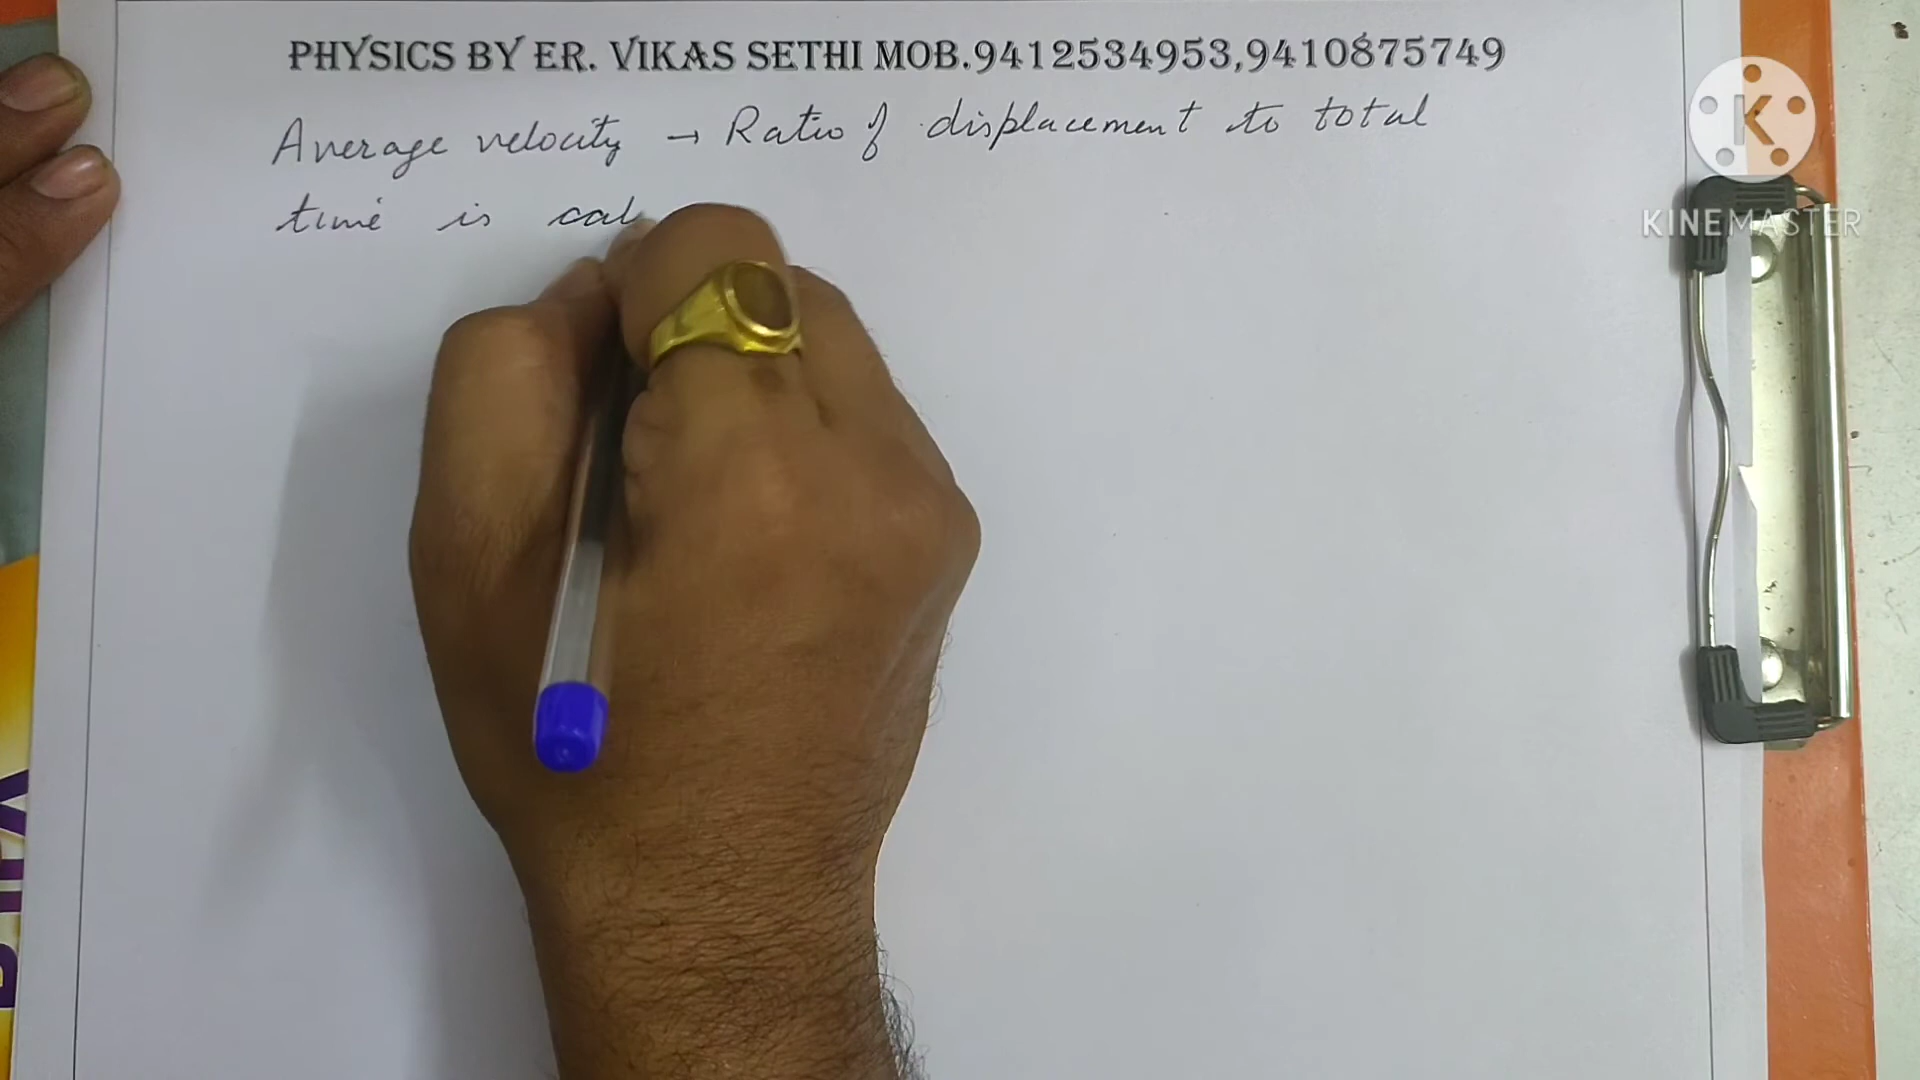 PHYSICS BY ER. VIKAS SETHI MOB.9412534953,9410875749
Average velocity → Ratio of displacement to total
time is cal
K
KINEMASTER